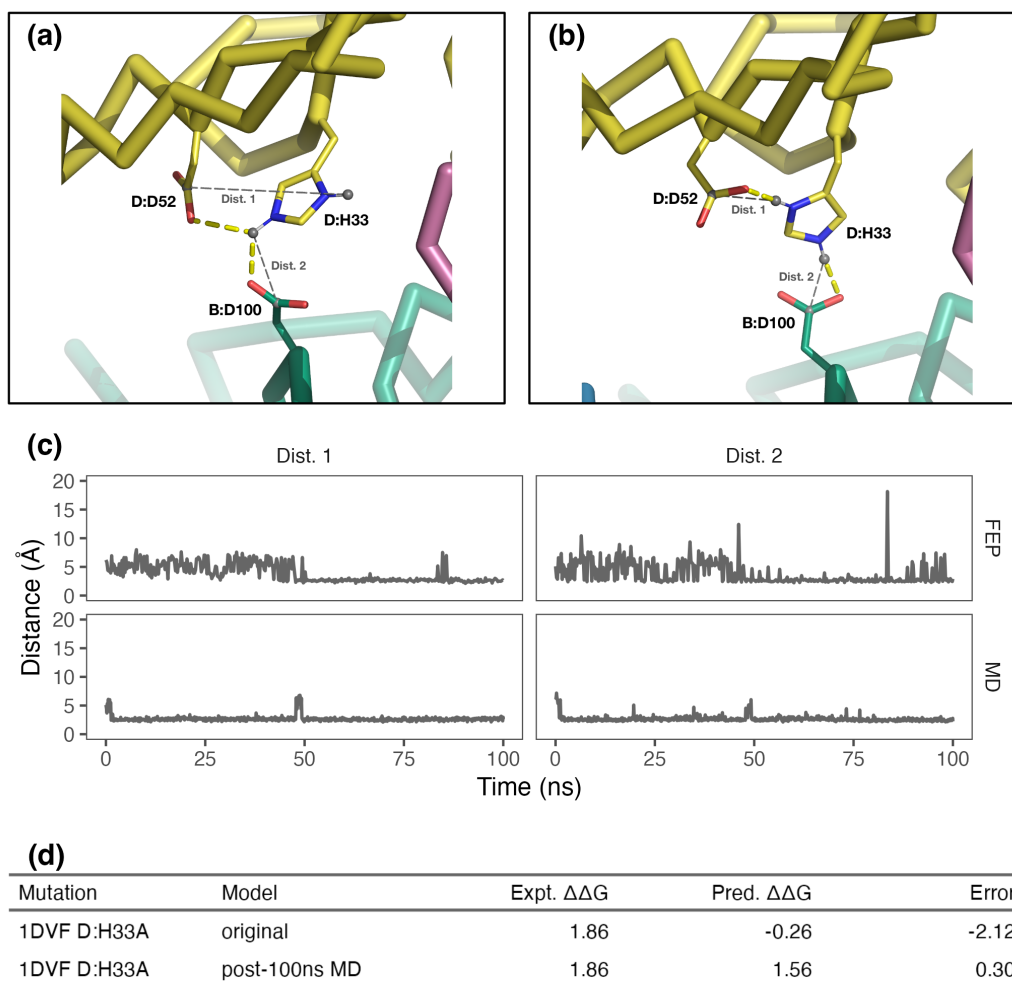 (a)
(b)
D:D52
Dist. 1
D:H33
Dist. 2
B:D100
D:D52
Dist. 1
D:H33
Dist. 2
B:D100
(c)
Dist. 1
Dist. 2
Distance (Å)
20
15
10
5
0
FEP
20
15
10
5
0
MD
0
25
50
75
100
0
25
50
75
100
Time (ns)
(d)
Mutation Model Expt. ΔΔG Pred. ΔΔG Error
1DVF D:H33A original 1.86 -0.26 -2.12
1DVF D:H33A post-100ns MD 1.86 1.56 0.30